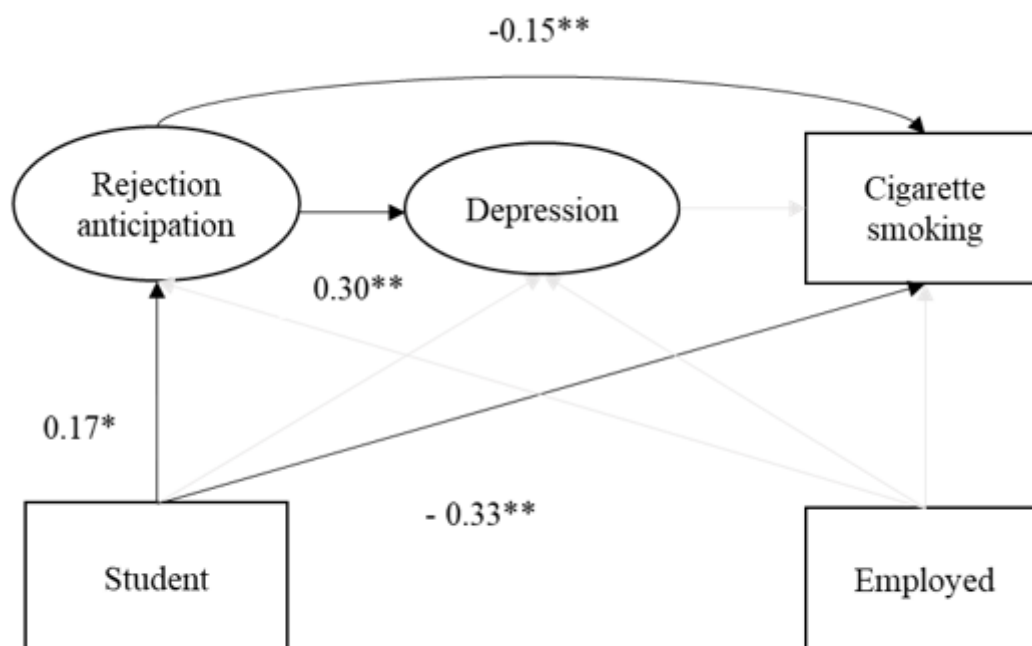 -0.15**
Rejection
anticipation
Depression
Cigarette
smoking
0.30**
0.17*
- 0.33**
Student
Employed